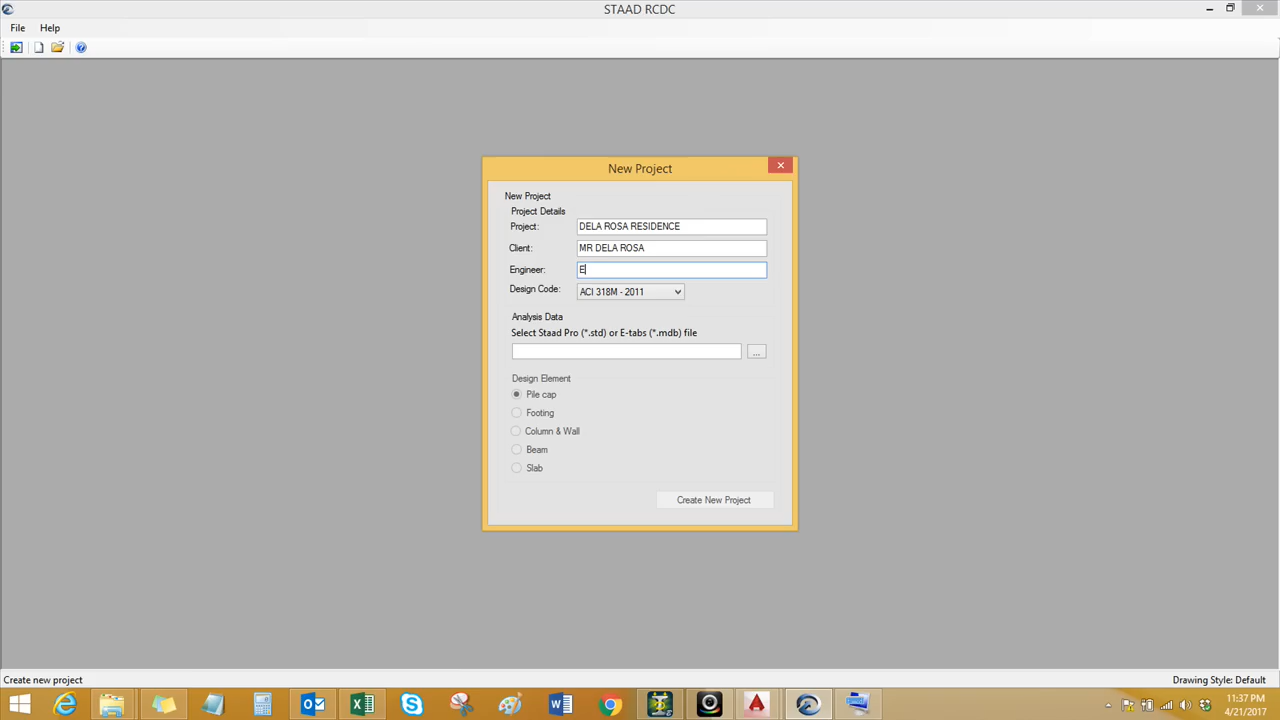 STAAD RCDC
File Help
New Project
New Project
Project Details
Project: DELA ROSA RESIDENCE
Client: MR DELA ROSA
Engineer: E
Design Code: ACI 318M - 2011
Analysis Data
Select Staad Pro (*.std) or E-tabs (*.mdb) file
...
Design Element
Pile cap
Footing
Column & Wall
Beam
Slab
Create New Project
Create new project Drawing Style: Default
11:37 PM
4/21/2017